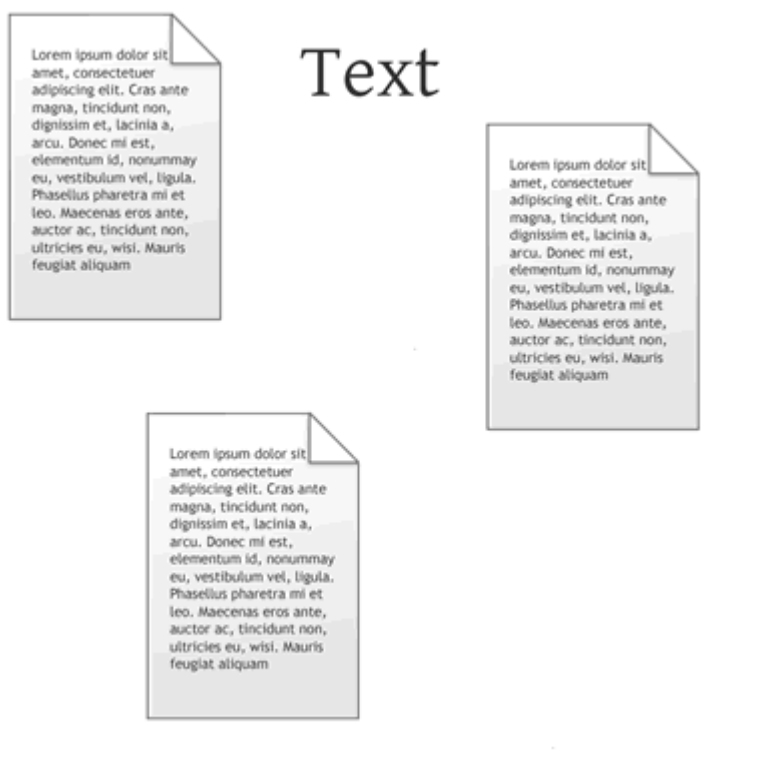 Lorem ipsum dolor sit
amet, consectetuer
adipiscing elit. Cras ante
magna, tincidunt non,
dignissim et, lacinia a,
arcu. Donec mi est,
elementum id, nonummay
eu, vestibulum vel, ligula.
Phasellus pharetra mi et
leo. Maecenas eros ante,
auctor ac, tincidunt non,
ultricies eu, wisi. Mauris
feugiat aliquam
Text
Lorem ipsum dolor sit
amet, consectetuer
adipiscing elit. Cras ante
magna, tincidunt non,
dignissim et, lacinia a,
arcu. Donec mi est,
elementum id, nonummay
eu, vestibulum vel, ligula.
Phasellus pharetra mi et
leo. Maecenas eros ante,
auctor ac, tincidunt non,
ultricies eu, wisi. Mauris
feugiat aliquam
Lorem ipsum dolor sit
amet, consectetuer
adipiscing elit. Cras ante
magna, tincidunt non,
dignissim et, lacinia a,
arcu. Donec mi est,
elementum id, nonummay
eu, vestibulum vel, ligula.
Phasellus pharetra mi et
leo. Maecenas eros ante,
auctor ac, tincidunt non,
ultricies eu, wisi. Mauris
feugiat aliquam